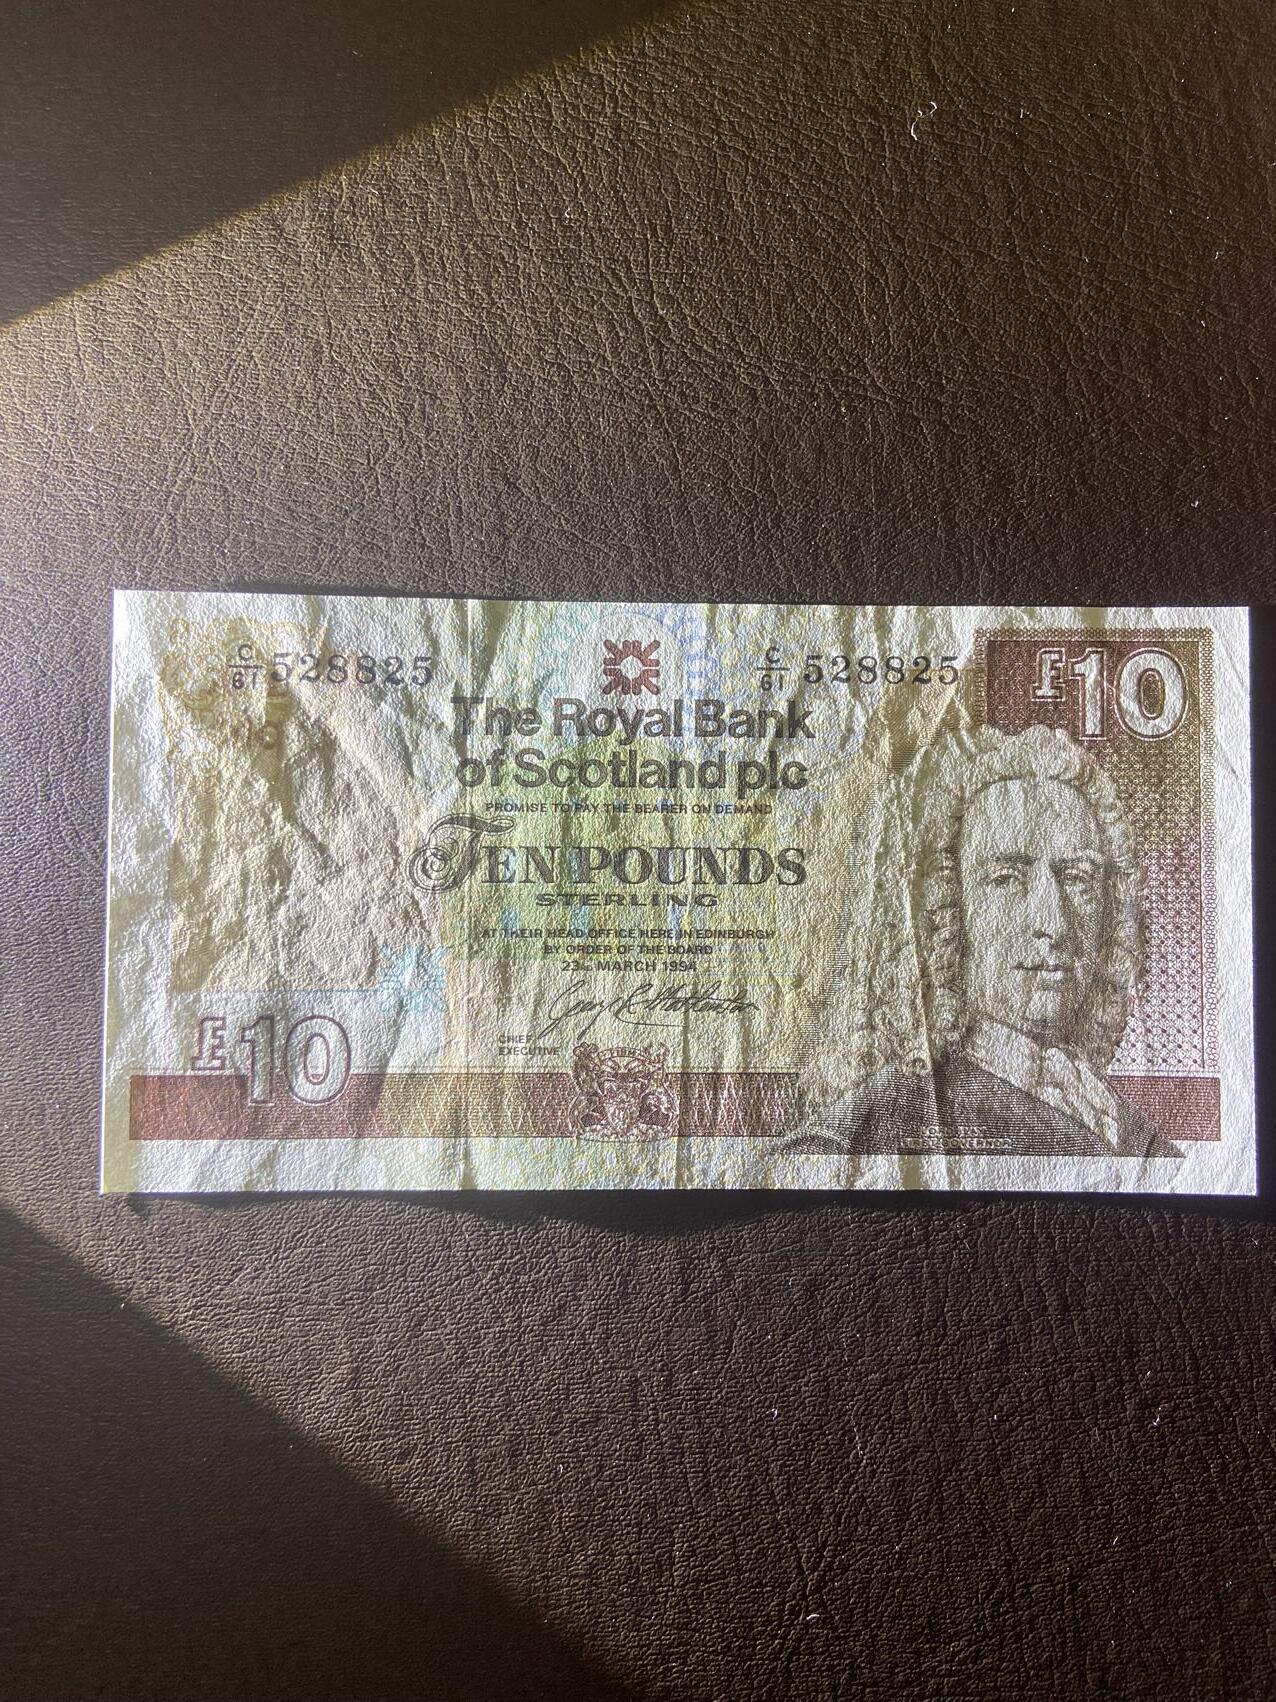 C/61 528825
C/61 528825
£10
The Royal Bank
of Scotland plc
PROMISE TO PAY THE BEARER ON DEMAND
TEN POUNDS
STERLING
AT THEIR HEAD OFFICE HERE IN EDINBURGH
BY ORDER OF THE BOARD
23RD MARCH 1994
CHIEF
EXECUTIVE
£10
FIRST GOVERNOR